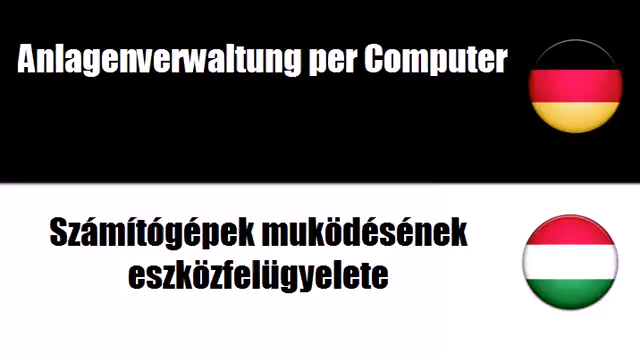 Anlagenverwaltung per Computer
Számítógépek muködésének
eszközfelügyelete